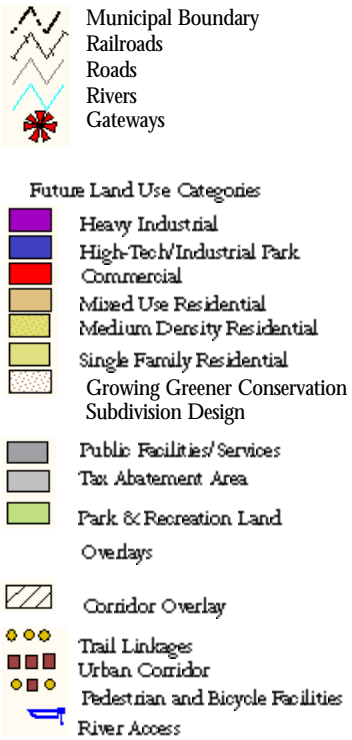 Municipal Boundary
Railroads
Roads
Rivers
Gateways
Future Land Use Categories
Heavy Industrial
High-Tech/Industrial Park
Commercial
Mixed Use Residential
Medium Density Residential
Single Family Residential
Growing Greener Conservation
Subdivision Design
Public Facilities/Services
Tax Abatement Area
Park & Recreation Land
Overlays
Corridor Overlay
Trail Linkages
Urban Corridor
Pedestrian and Bicycle Facilities
River Access